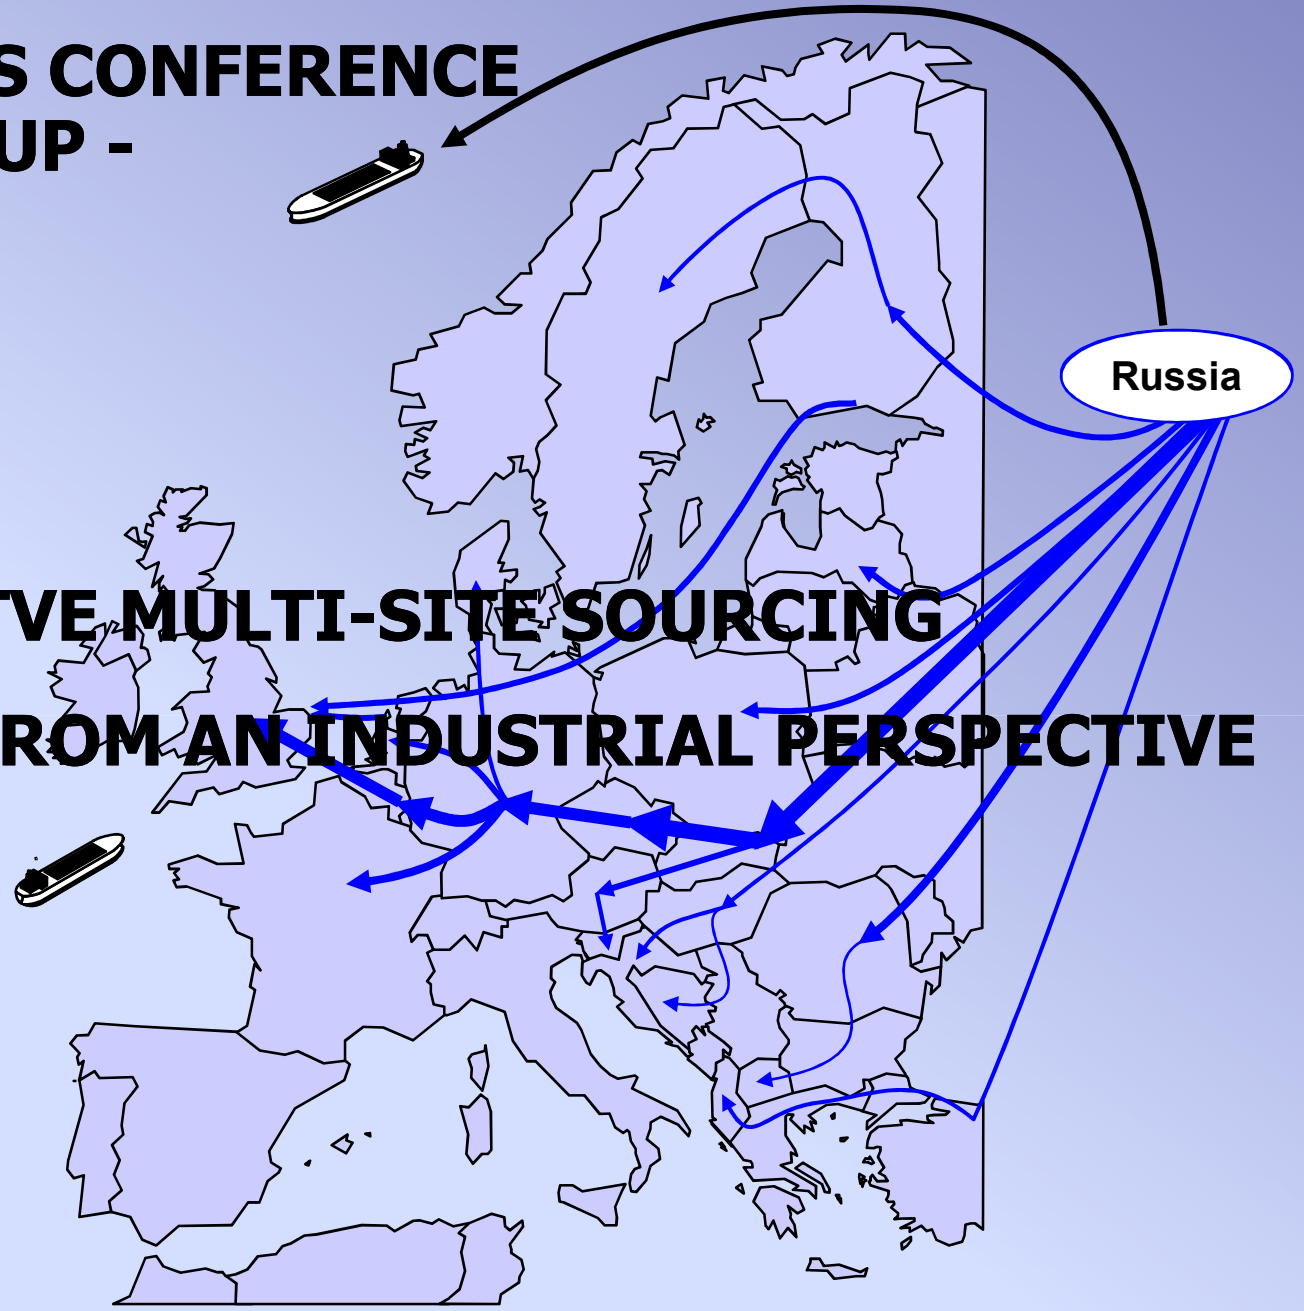 S CONFERENCE
UP -
Russia
TVE MULTI-SITE SOURCING
ROM AN INDUSTRIAL PERSPECTIVE